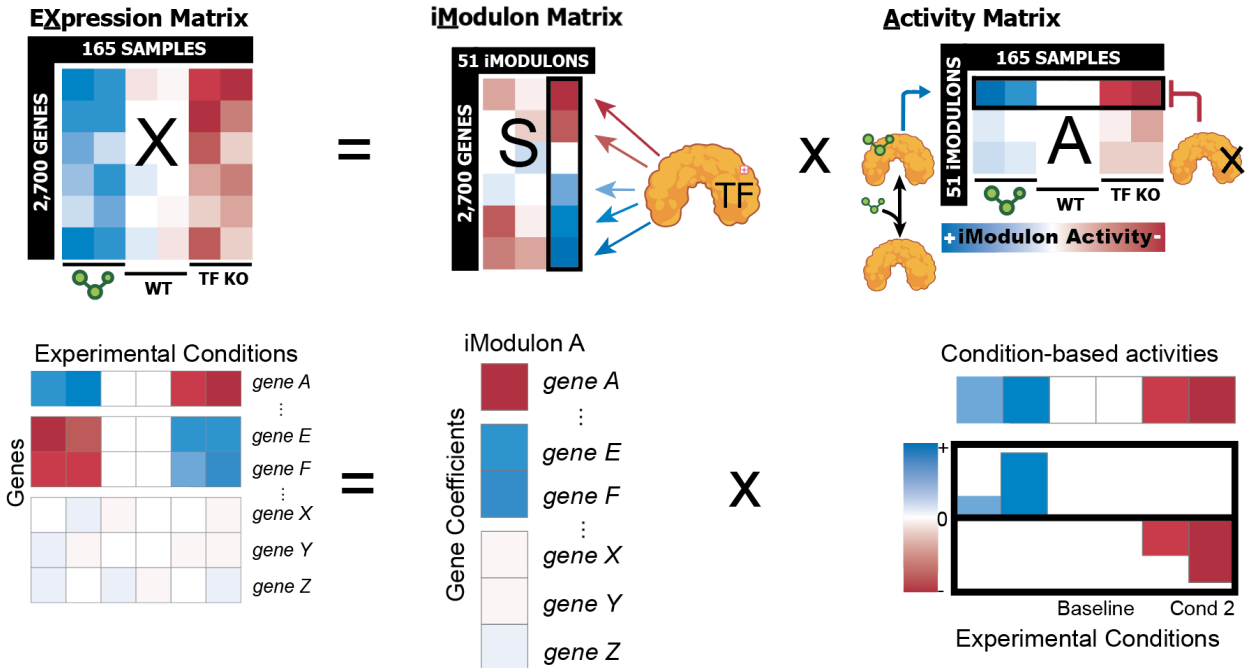 EXpression Matrix
165 SAMPLES
2,700 GENES
X
WT
TF KO
=
iModulon Matrix
51 iMODULONS
2,700 GENES
S
TF
X
Activity Matrix
165 SAMPLES
51 iMODULONS
A
X
WT
TF KO
+ iModulon Activity -
Experimental Conditions
Genes
gene A
...
gene E
gene F
...
gene X
gene Y
gene Z
=
iModulon A
Gene Coefficients
gene A
...
gene E
gene F
...
gene X
gene Y
gene Z
X
Condition-based activities
+
0
-
Baseline
Cond 2
Experimental Conditions